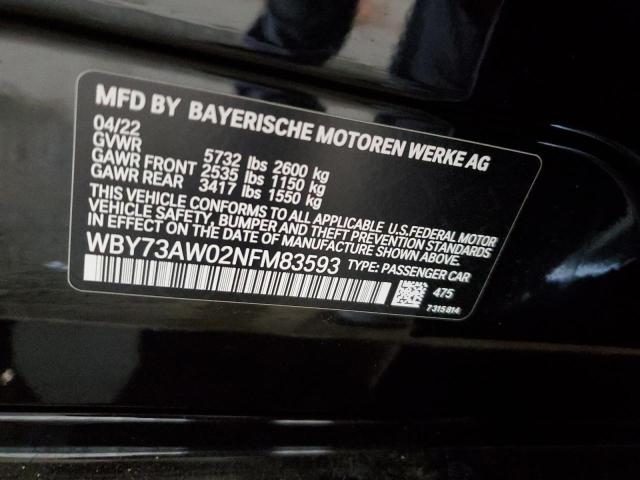 MFD BY BAYERISCHE MOTOREN WERKE AG
04/22
GVWR 5732 lbs 2600 kg
GAWR FRONT 2535 lbs 1150 kg
GAWR REAR 3417 lbs 1550 kg
THIS VEHICLE CONFORMS TO ALL APPLICABLE U.S.FEDERAL MOTOR
VEHICLE SAFETY, BUMPER AND THEFT PREVENTION STANDARDS
IN EFFECT ON THE DATE OF MANUFACTURE SHOWN ABOVE.
WBY73AW02NFM83593 TYPE: PASSENGER CAR
475
7315814